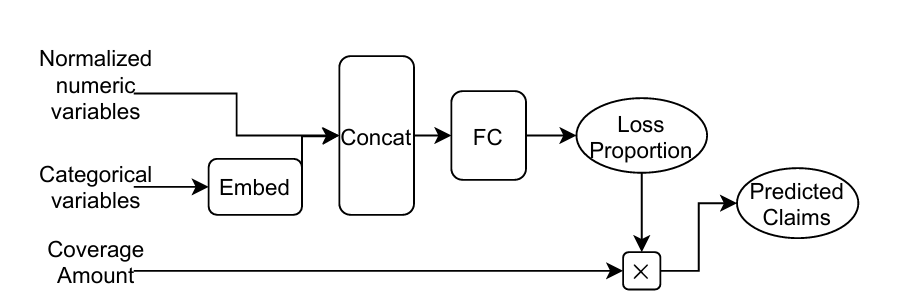 Normalized
numeric
variables
Categorical
variables
Coverage
Amount
Embed
Concat
FC
Loss
Proportion
×
Predicted
Claims